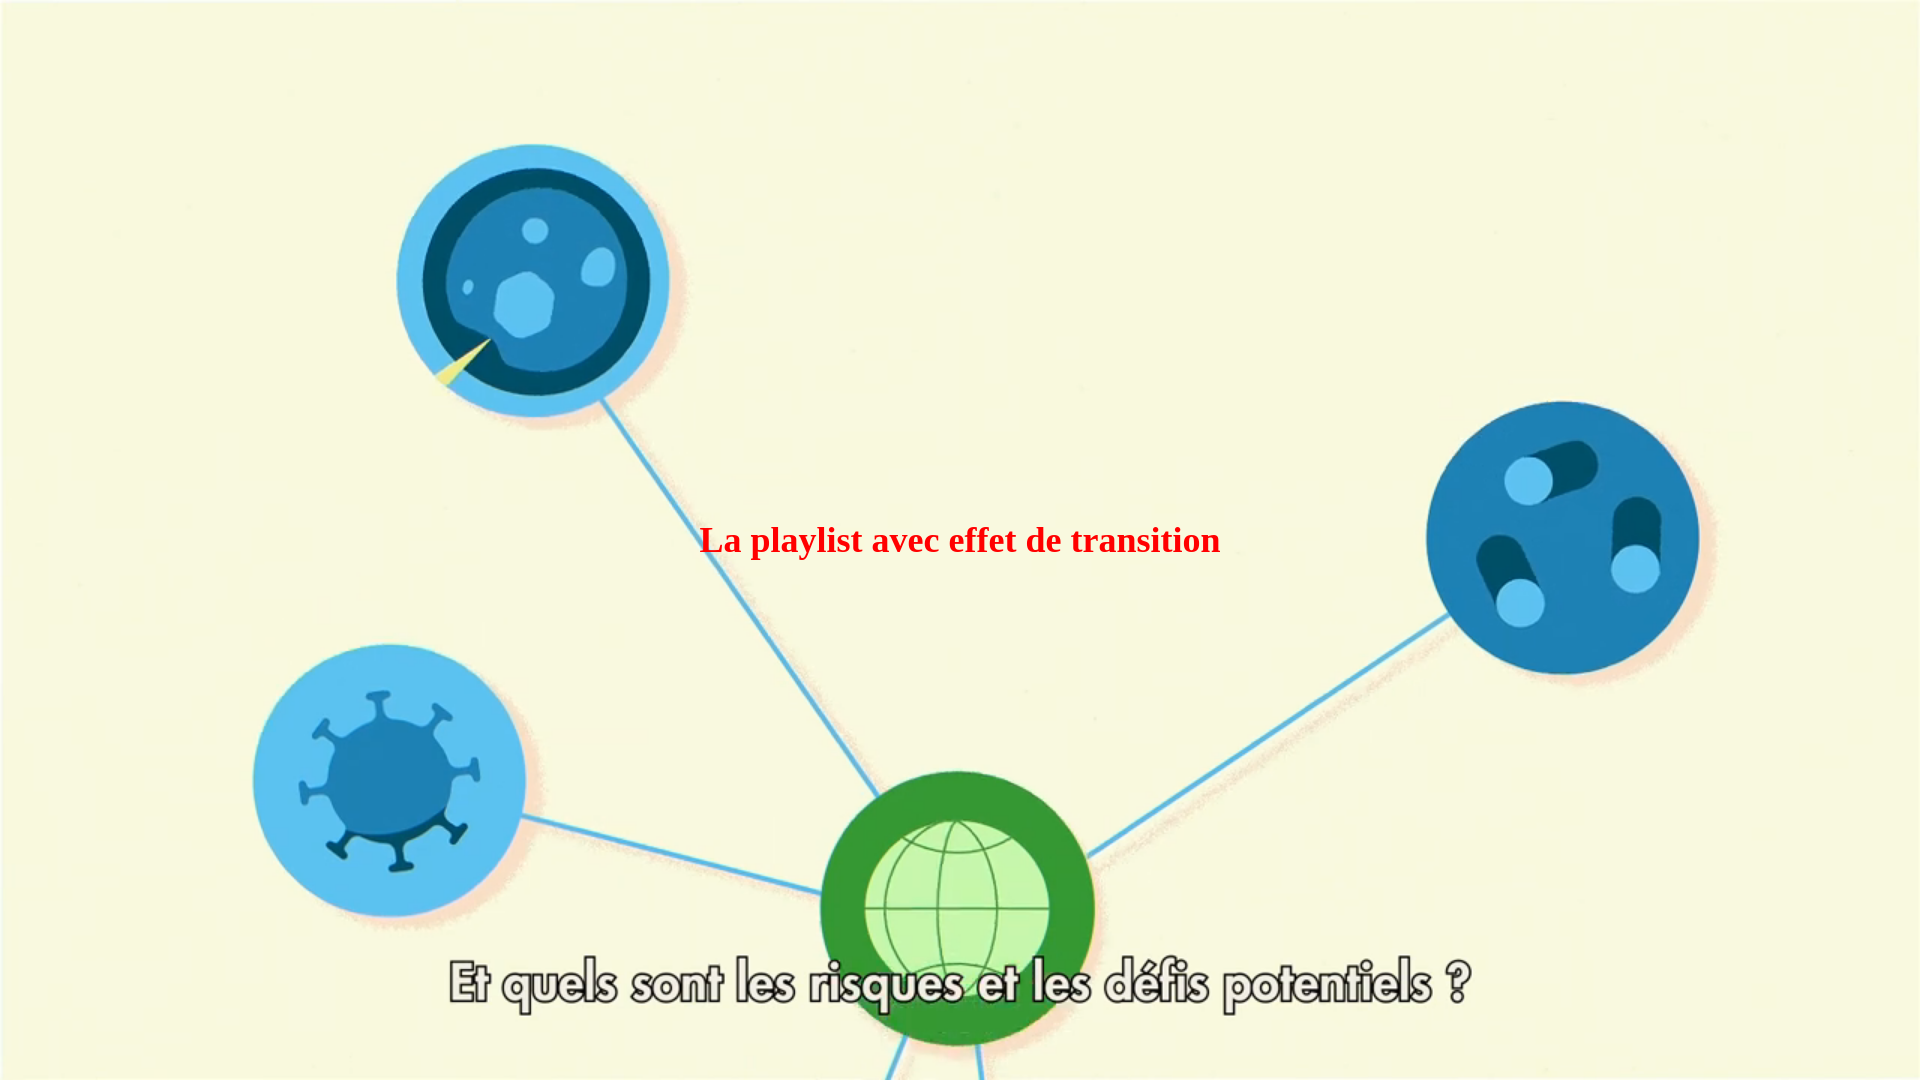 La playlist avec effet de transition
Et quels sont les risques et les défis potentiels ?